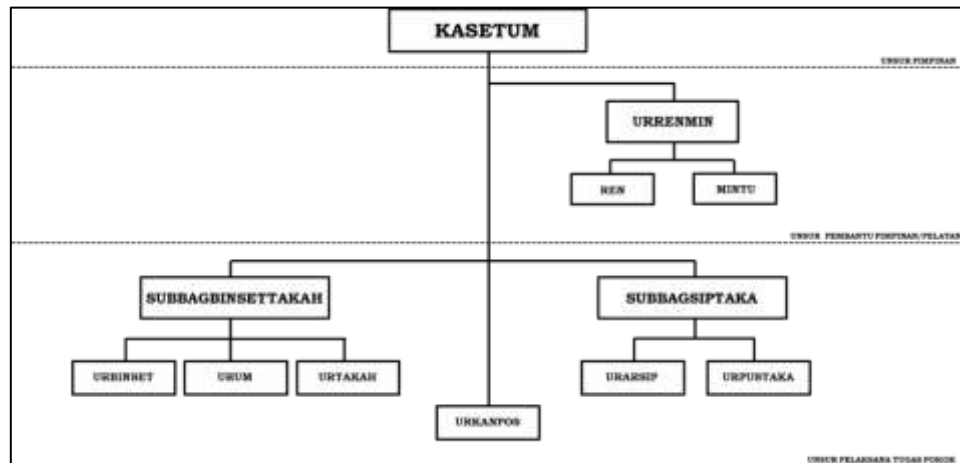 KASETUM
UNSUR PIMPINAN
URRENMIN
REN
MINTU
UNSUR PEMBANTU PIMPINAN/PELAYAN
SUBBAGBINSETTAKAH
SUBBAGSIPTAKA
URBINSET
URUM
URTAKAH
URARSIP
URPUSTAKA
URKANPOS
UNSUR PELAKSANA TUGAS POKOK